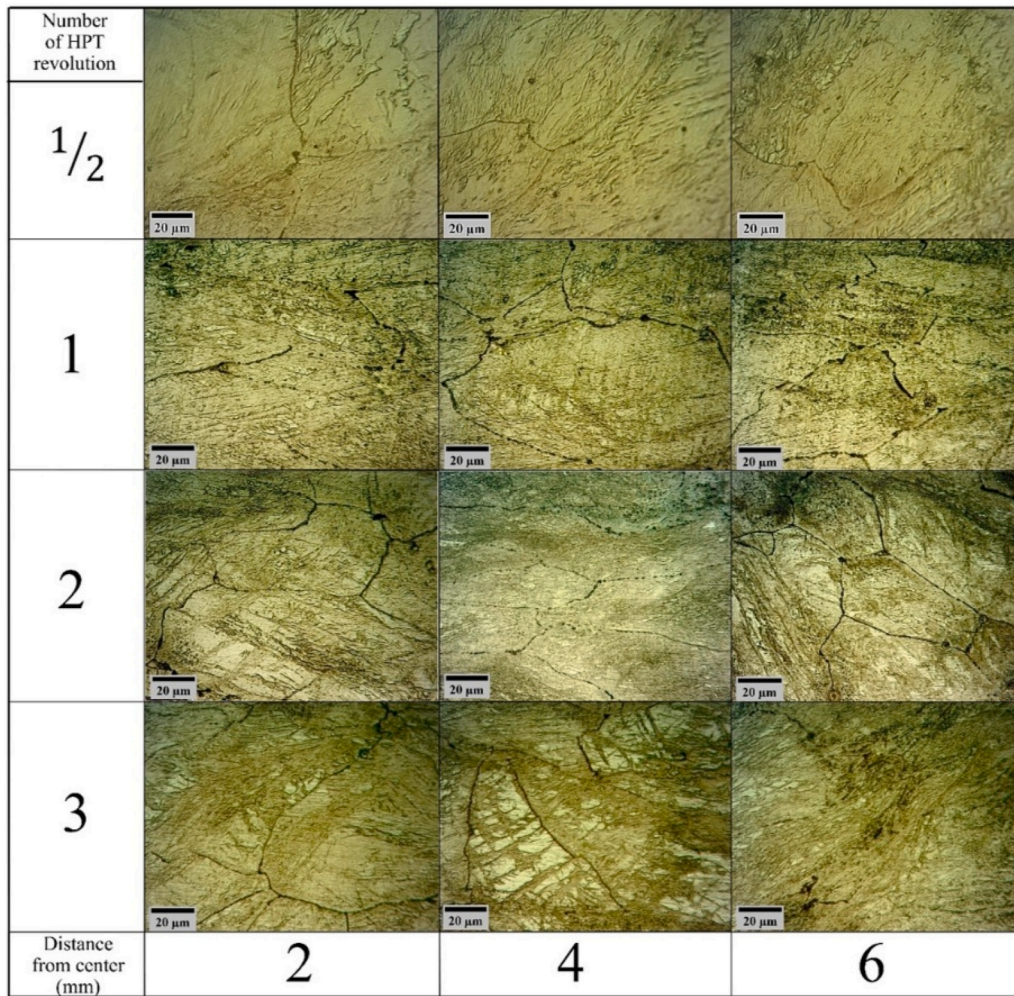 Number
of HPT
revolution
1/2
20 μm
20 μm
20 μm
1
20 μm
20 μm
20 μm
2
20 μm
20 μm
20 μm
3
20 μm
20 μm
20 μm
Distance
from center
(mm)
2
4
6